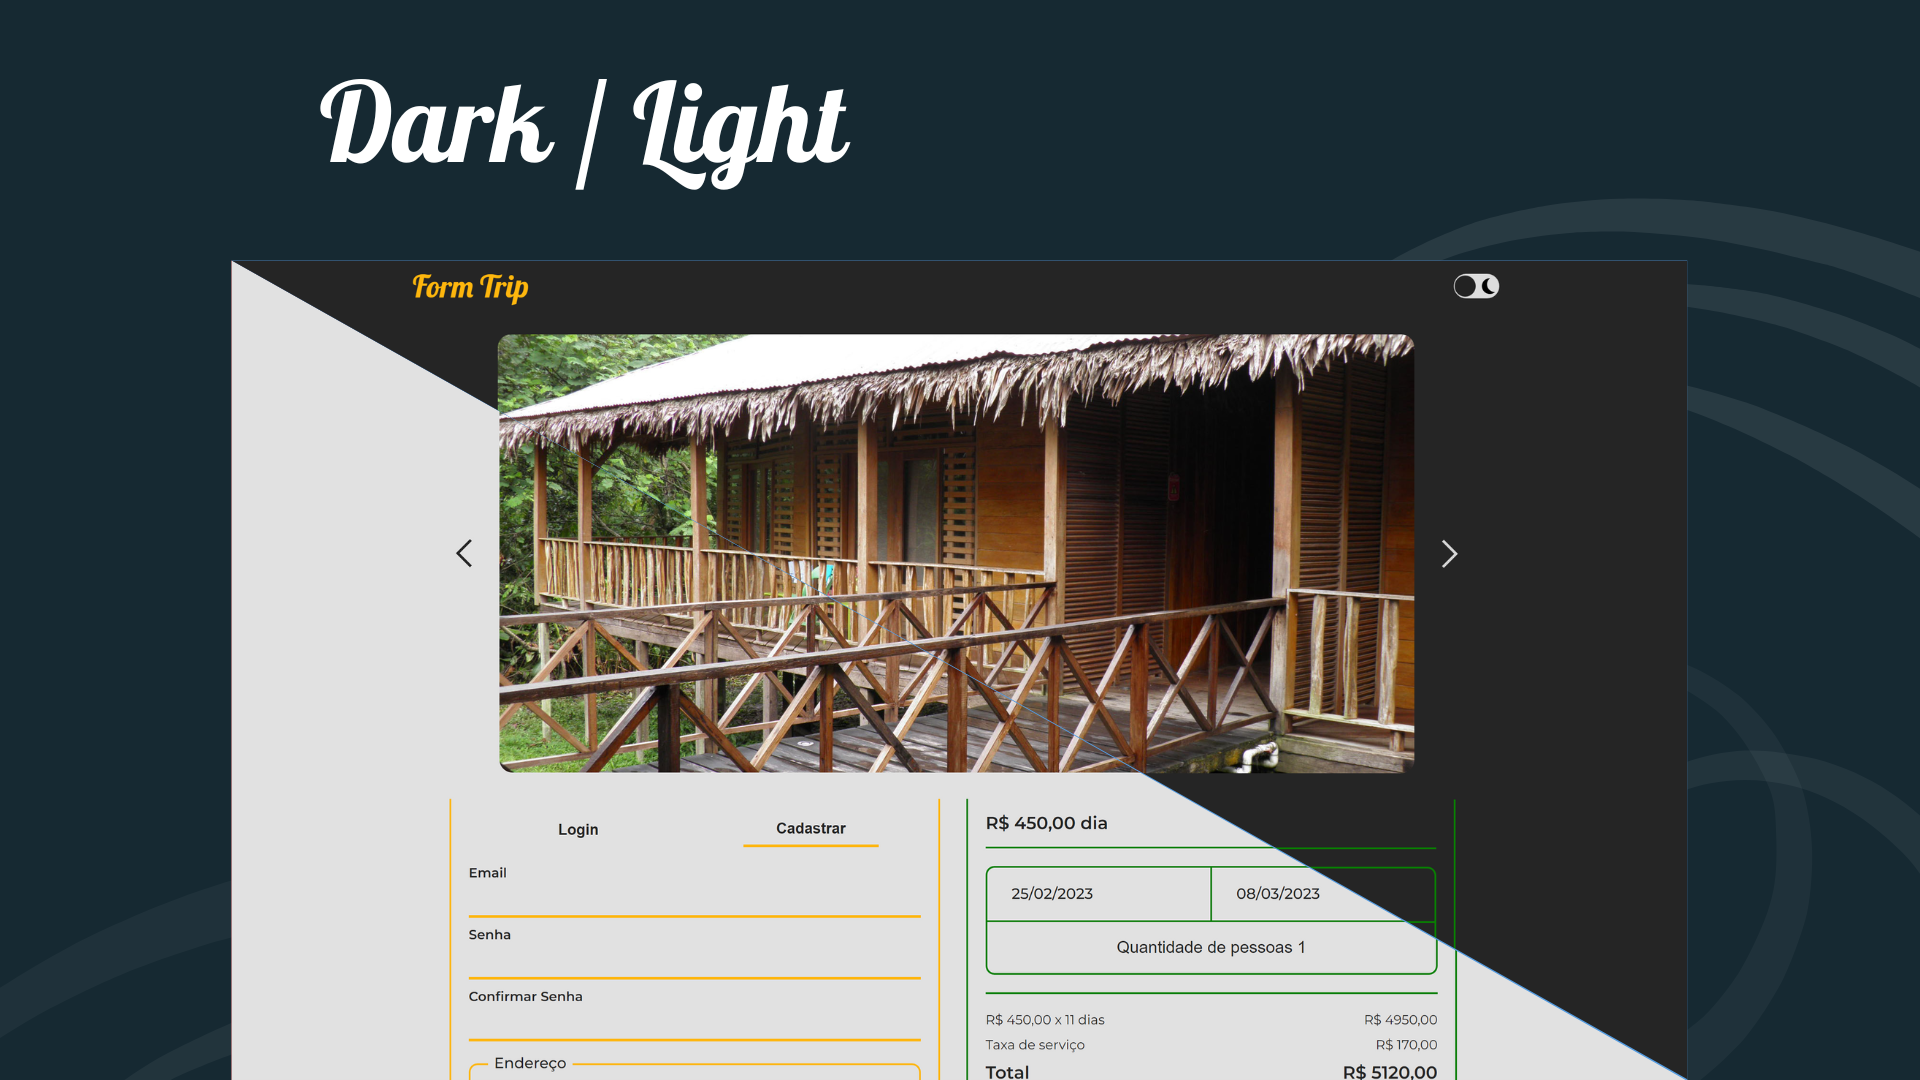 Dark / Light
Form Trip
Login
Cadastrar
Email
Senha
Confirmar Senha
Endereço
R$ 450,00 dia
25/02/2023
08/03/2023
Quantidade de pessoas 1
R$ 450,00 x 11 dias
R$ 4950,00
Taxa de serviço
R$ 170,00
Total
R$ 5120,00